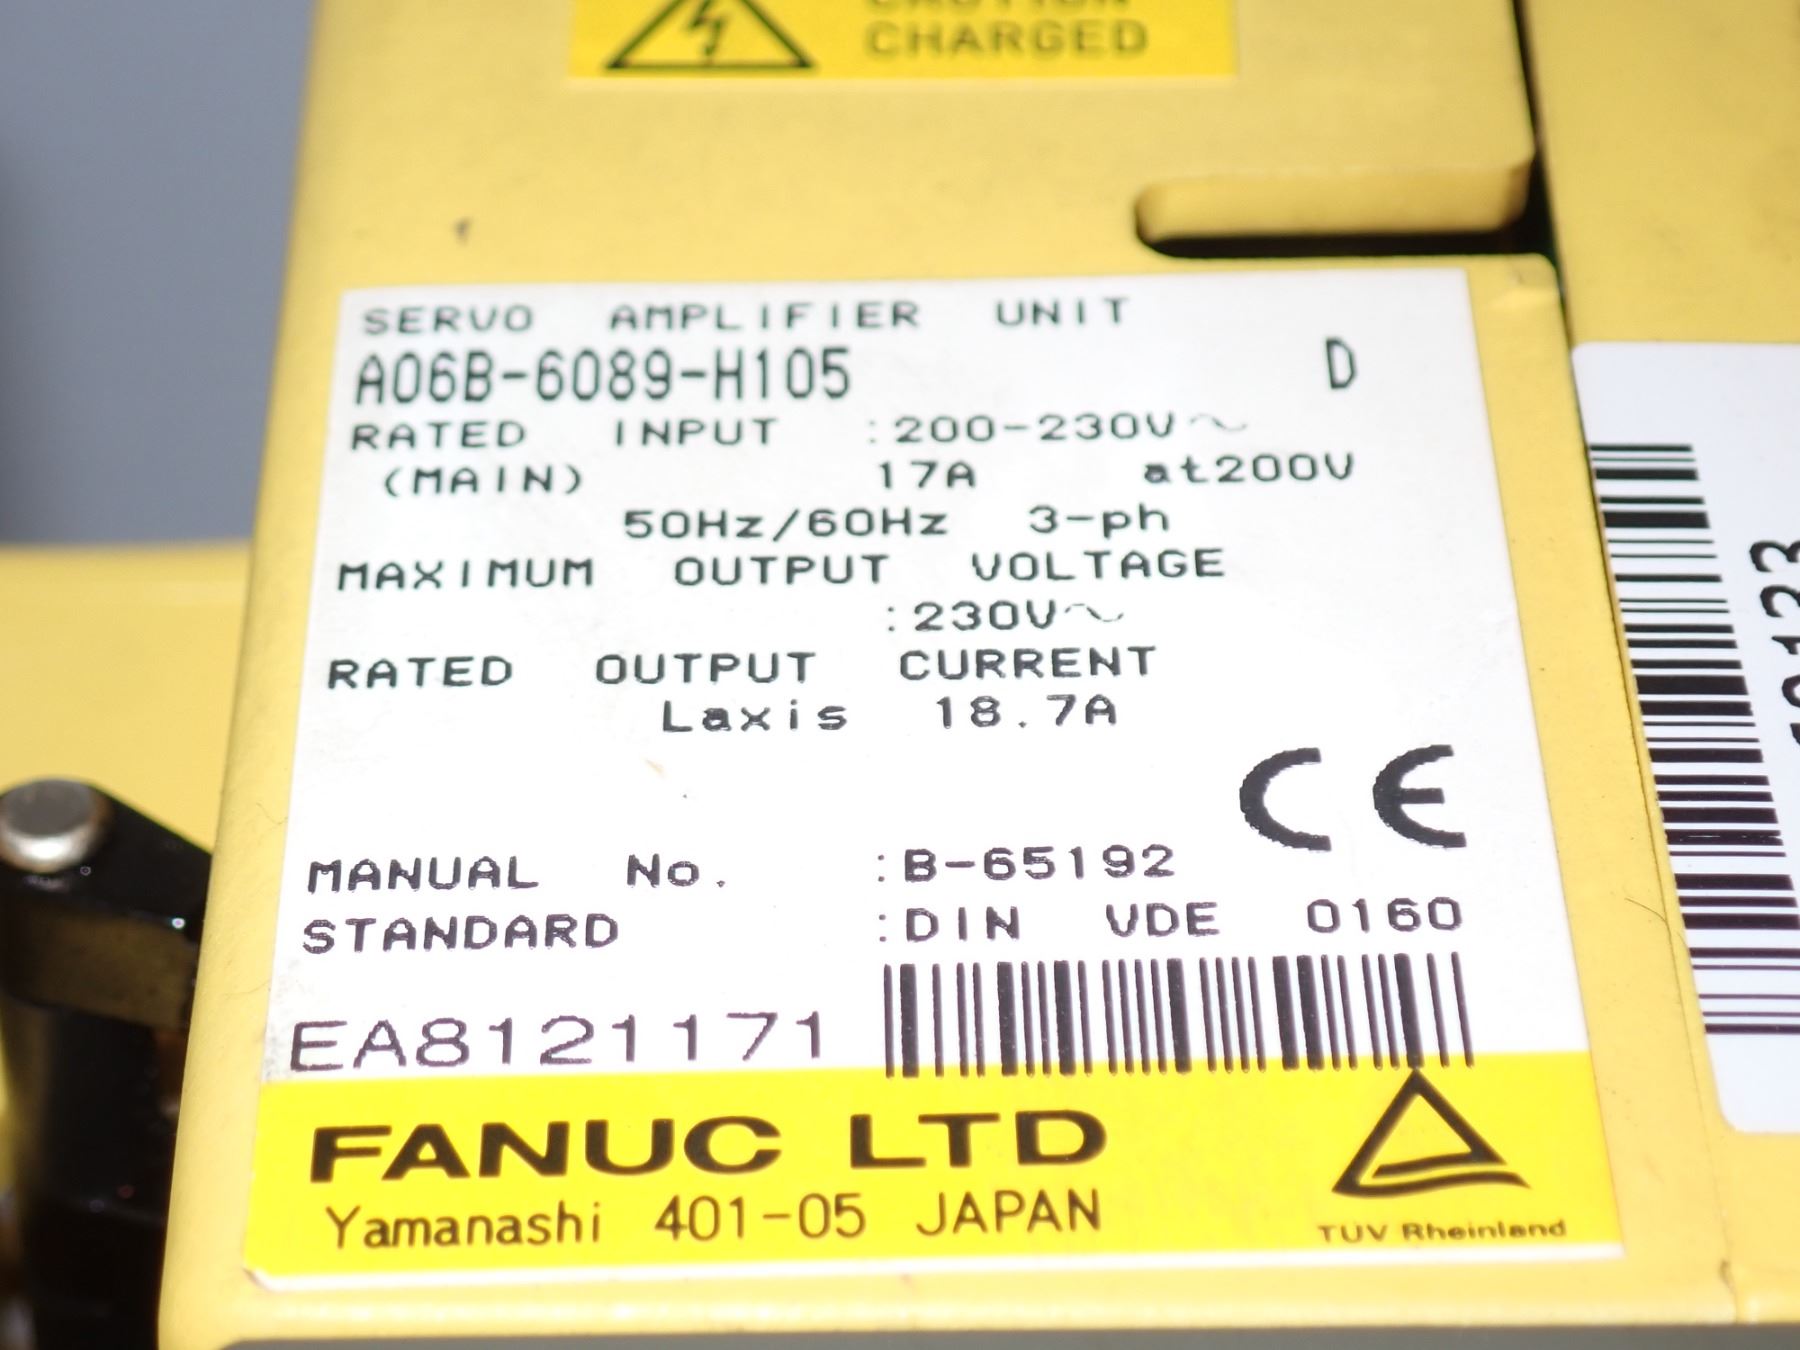 CAUTION
CHARGED
SERVO AMPLIFIER UNIT
A06B-6089-H105 D
RATED INPUT :200-230V~
(MAIN) 17A at200V
50Hz/60Hz 3-ph
MAXIMUM OUTPUT VOLTAGE
:230V~
RATED OUTPUT CURRENT
Laxis 18.7A
CE
MANUAL No. :B-65192
STANDARD :DIN VDE 0160
EA8121171
FANUC LTD
Yamanashi 401-05 JAPAN
TÜV Rheinland